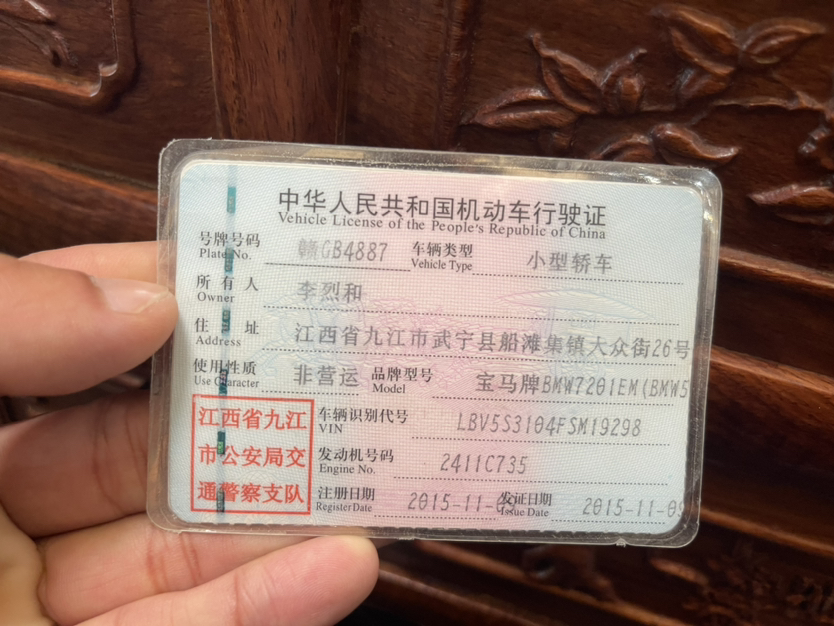 中华人民共和国机动车行驶证
Vehicle License of the People's Republic of China
号牌号码 赣GB4887 车辆类型 小型轿车
Plate No. Vehicle Type
所有人 李烈和
Owner
住址 江西省九江市武宁县船滩集镇大众街26号
Address
使用性质 非营运 品牌型号 宝马牌BMW7201EM(BMW5
Use Character Model
江西省九江
市公安局交
通警察支队
车辆识别代号 LBV5S3104FSM19298
VIN
发动机号码 2411C735
Engine No.
注册日期 2015-11- 发证日期 2015-11-09
Register Date Issue Date